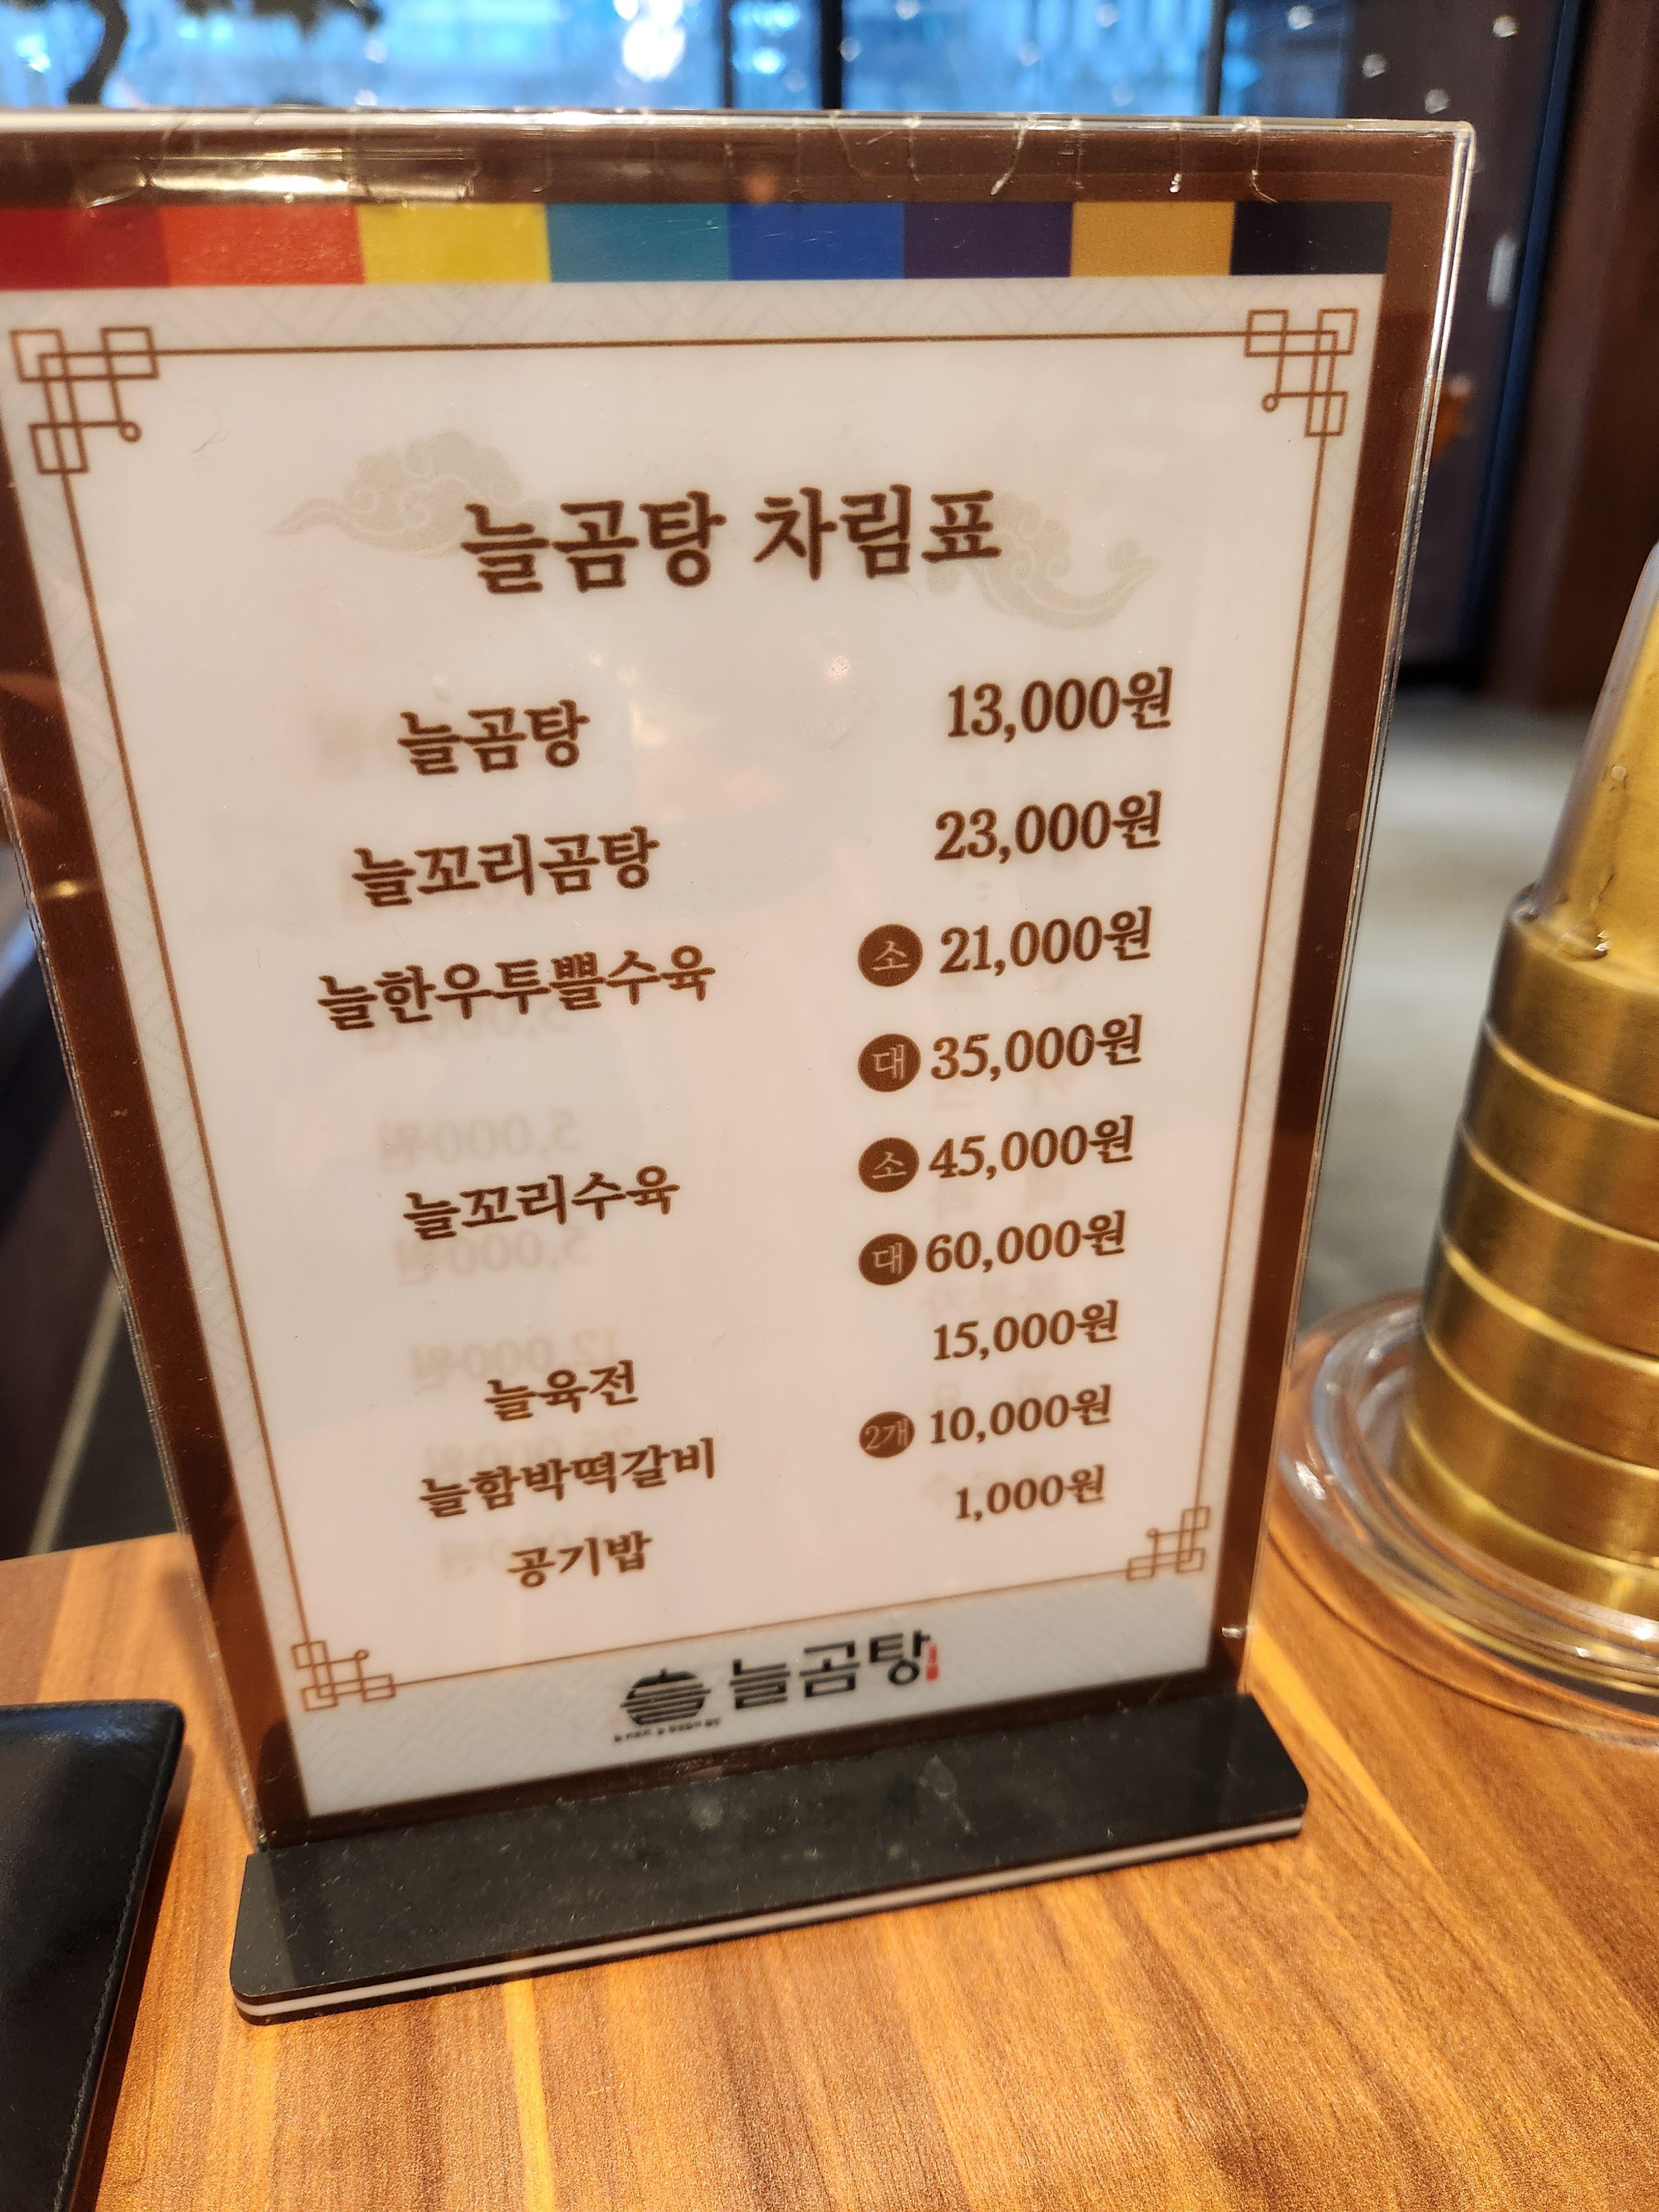 늘곰탕 차림표
늘곰탕 13,000원
늘꼬리곰탕 23,000원
늘한우투뿔수육 소 21,000원
대 35,000원
늘꼬리수육 소 45,000원
대 60,000원
늘육전 15,000원
늘함박떡갈비 2개 10,000원
공기밥 1,000원
늘 늘곰탕